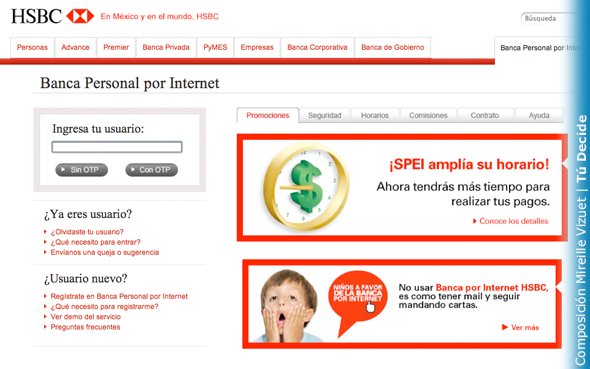 HSBC
En México y en el mundo, HSBC
Búsqueda
Personas
Advance
Premier
Banca Privada
PyMES
Empresas
Banca Corporativa
Banca de Gobierno
Banca Personal por Inter
Banca Personal por Internet
Ingresa tu usuario:
Sin OTP
Con OTP
¿Ya eres usuario?
¿Olvidaste tu usuario?
¿Qué necesito para entrar?
Envíanos una queja o sugerencia
¿Usuario nuevo?
Registrate en Banca Personal por Internet
¿Qué necesito para registrarme?
Ver demo del servicio
Preguntas frecuentes
Promociones
Seguridad
Horarios
Comisiones
Contrato
Ayuda
¡SPEI amplía su horario!
Ahora tendrás más tiempo para
realizar tus pagos.
Conoce los detalles
NIÑOS A FAVOR
DE LA BANCA
POR INTERNET
No usar Banca por Internet HSBC,
es como tener mail y seguir
mandando cartas.
Ver más
Composición Mireille Vizuet | Tú Decide